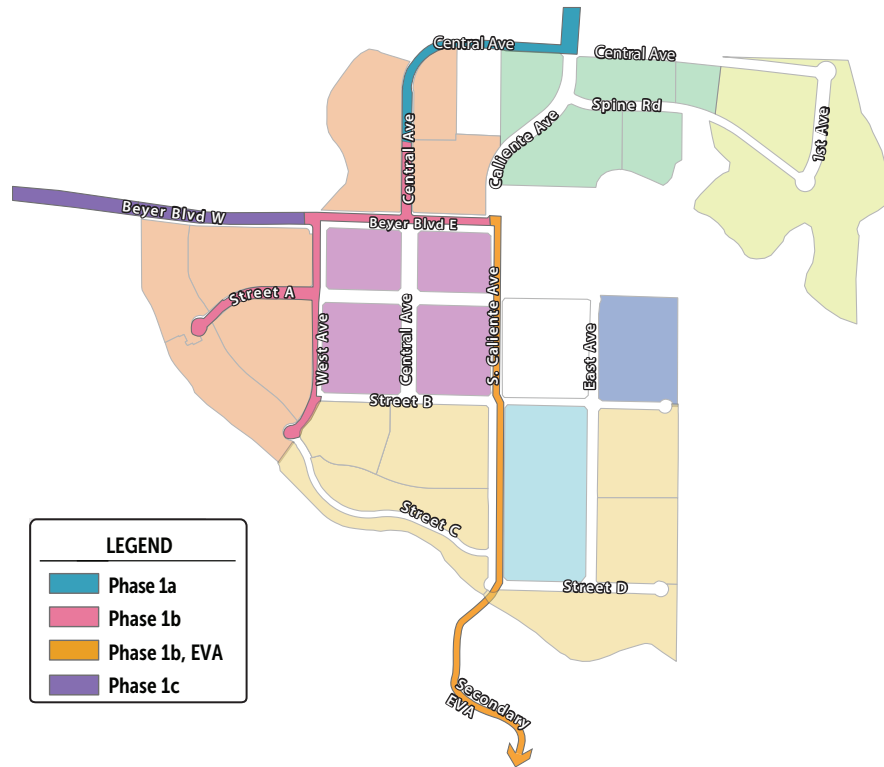 Central Ave
Central Ave
Spine Rd
1st Ave
Caliente Ave
Central Ave
Beyer Blvd W
Beyer Blvd E
Street A
West Ave
Central Ave
S. Caliente Ave
East Ave
Street B
Street C
Street D
Secondary
EVA
LEGEND
Phase 1a
Phase 1b
Phase 1b, EVA
Phase 1c